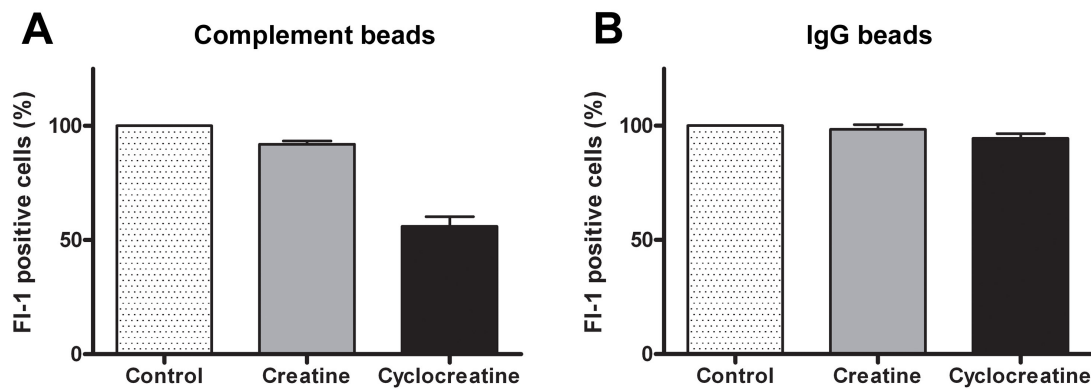 A
Complement beads
FI-1 positive cells (%)
100
50
0
Control
Creatine
Cyclocreatine
B
IgG beads
FI-1 positive cells (%)
100
50
0
Control
Creatine
Cyclocreatine